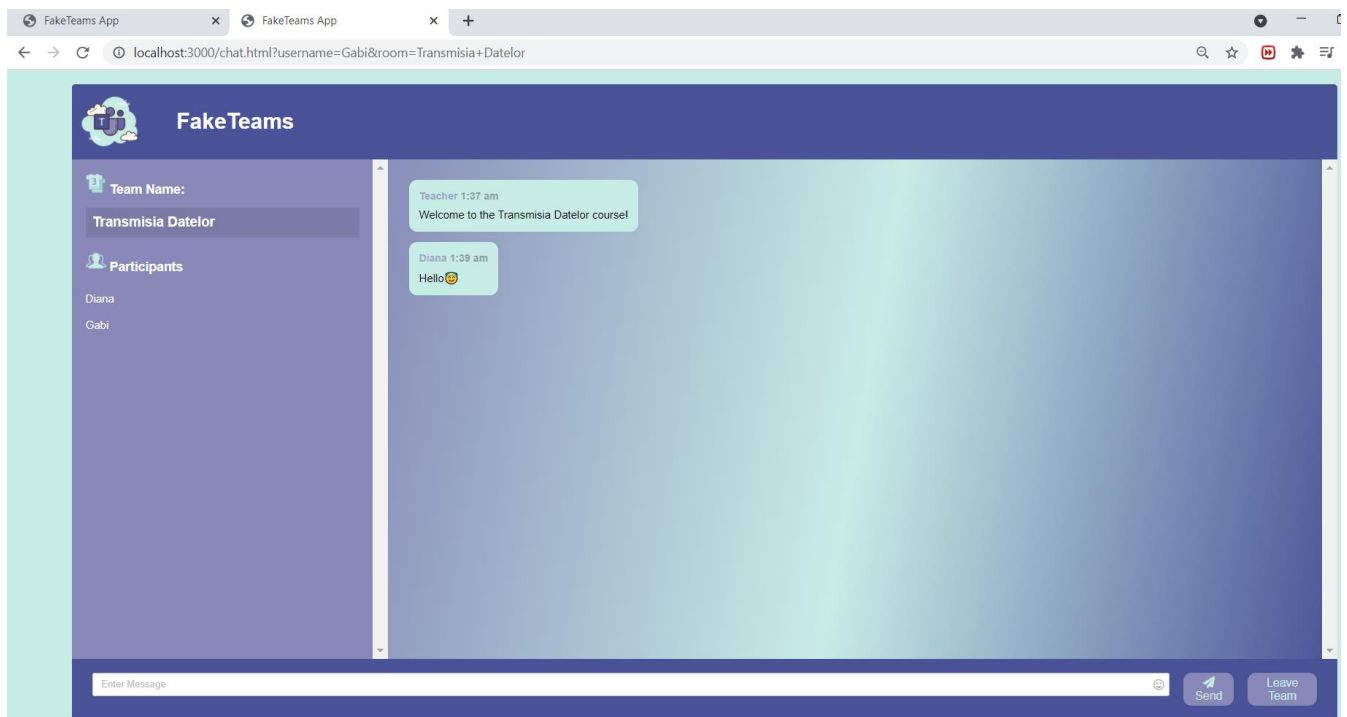 FakeTeams App
FakeTeams App
localhost:3000/chat.html?username=Gabi&room=Transmisia+Datelor
T
FakeTeams
3
Team Name:
Transmisia Datelor
Participants
Diana
Gabi
Teacher 1:37 am
Welcome to the Transmisia Datelor course!
Diana 1:39 am
Hello😇
Enter Message
Send
Leave
Team